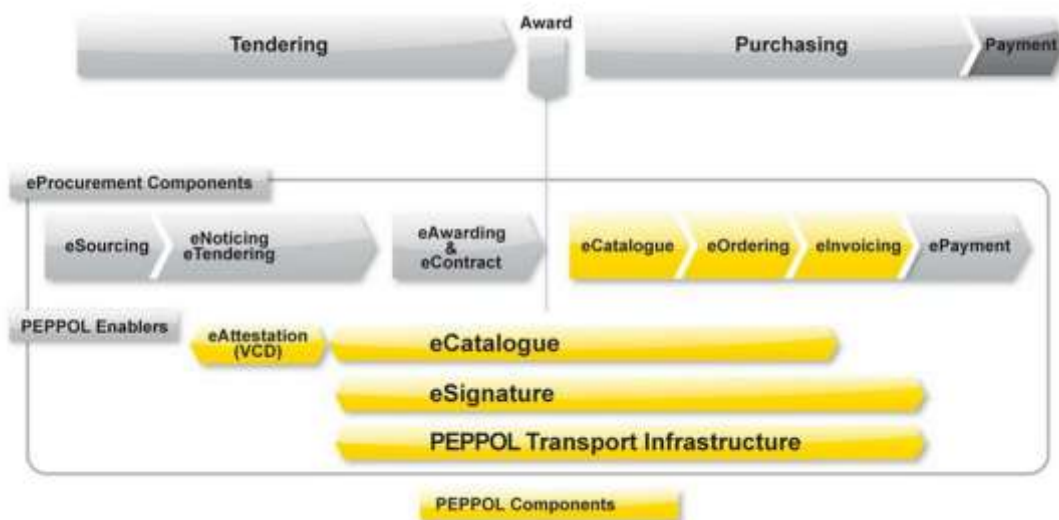 Award
Tendering
Purchasing
Payment
eProcurement Components
eSourcing
eNoticing
eTendering
eAwarding
&
eContract
eCatalogue
eOrdering
eInvoicing
ePayment
PEPPOL Enablers
eAttestation
(VCD)
eCatalogue
eSignature
PEPPOL Transport Infrastructure
PEPPOL Components